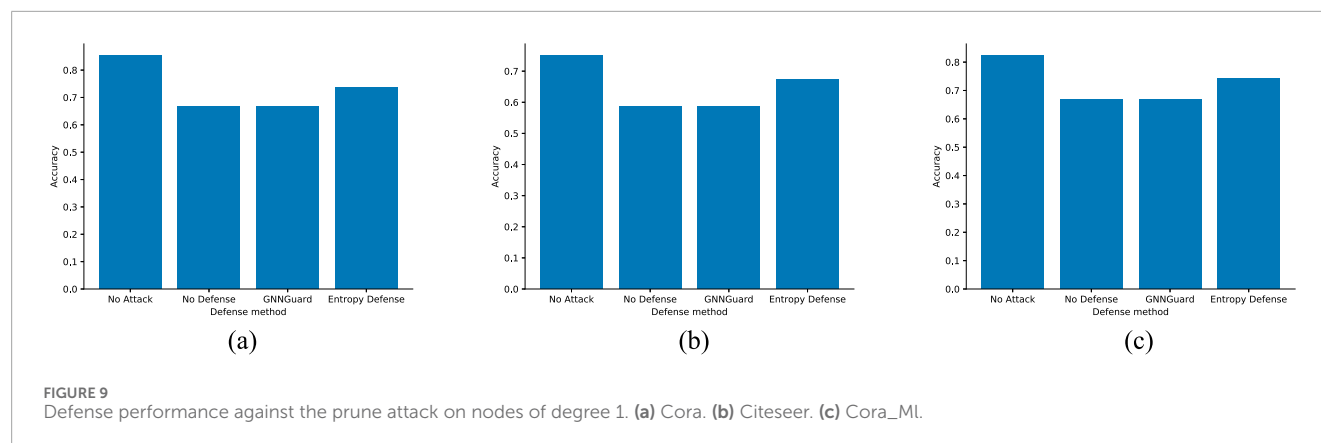 0.8
0.7
0.6
0.5
0.4
0.3
0.2
0.1
0.0
Accuracy
No Attack No Defense GNNGuard Entropy Defense
Defense method
(a)
0.7
0.6
0.5
0.4
0.3
0.2
0.1
0.0
Accuracy
No Attack No Defense GNNGuard Entropy Defense
Defense method
(b)
0.8
0.7
0.6
0.5
0.4
0.3
0.2
0.1
0.0
Accuracy
No Attack No Defense GNNGuard Entropy Defense
Defense method
(c)
FIGURE 9
Defense performance against the prune attack on nodes of degree 1. (a) Cora. (b) Citeseer. (c) Cora_Ml.